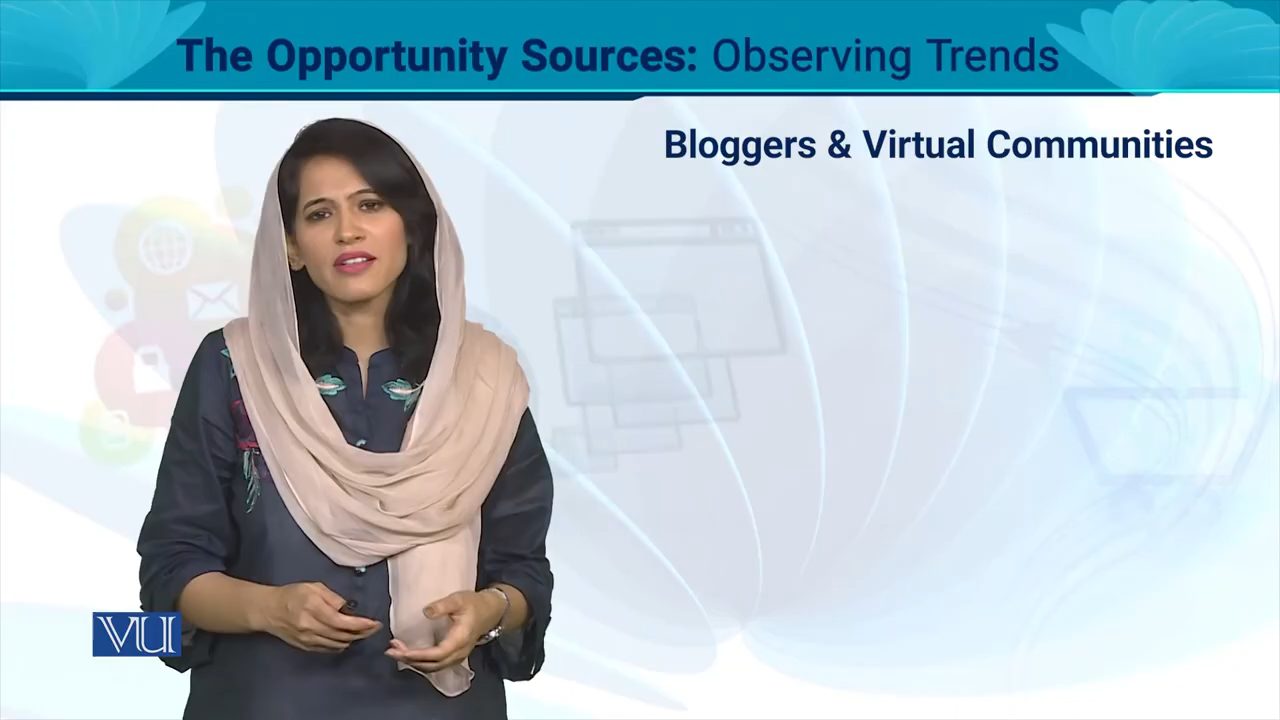 The Opportunity Sources: Observing Trends
Bloggers & Virtual Communities
VU